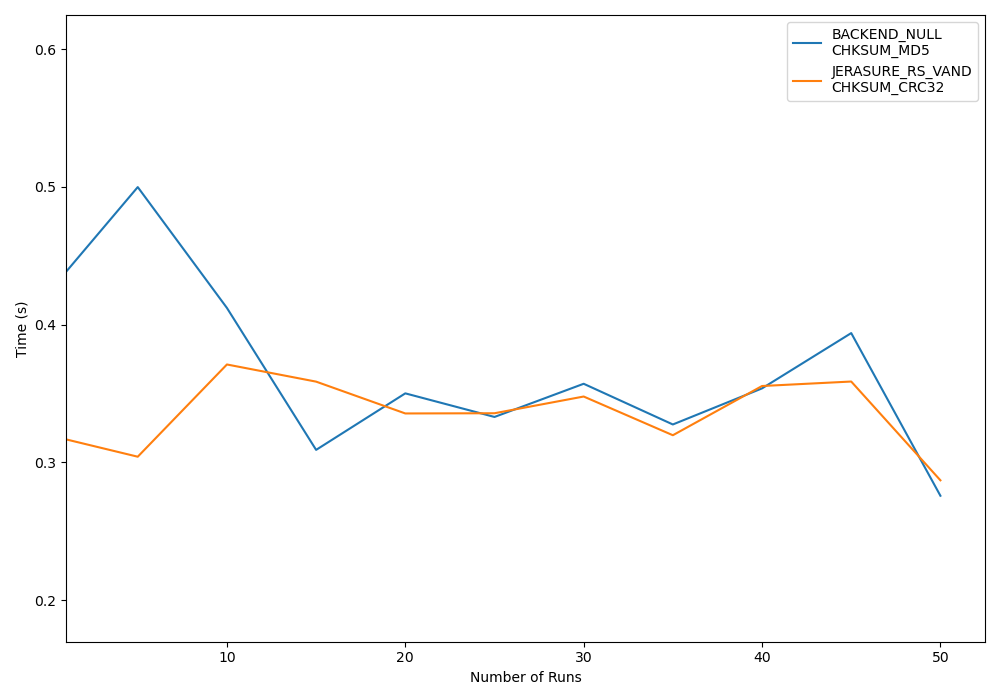 BACKEND_NULL
CHKSUM_MD5
JERASURE_RS_VAND
CHKSUM_CRC32
0.6
0.5
0.4
0.3
0.2
Time (s)
10 20 30 40 50
Number of Runs